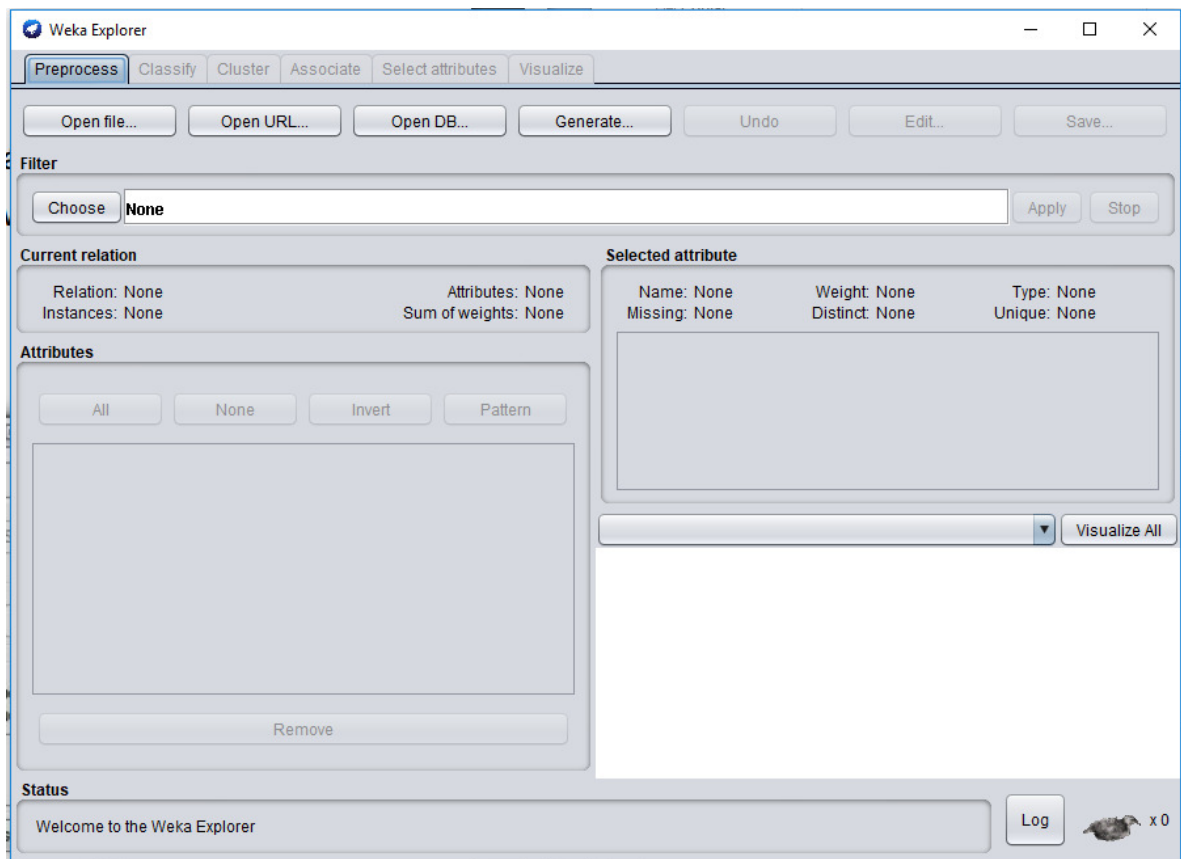 Weka Explorer
Preprocess Classify Cluster Associate Select attributes Visualize
Open file... Open URL... Open DB... Generate... Undo Edit... Save...
Filter
Choose None Apply Stop
Current relation
Relation: None Attributes: None
Instances: None Sum of weights: None
Selected attribute
Name: None Weight: None Type: None
Missing: None Distinct: None Unique: None
Attributes
All None Invert Pattern
Remove
Visualize All
Status
Welcome to the Weka Explorer
Log x 0